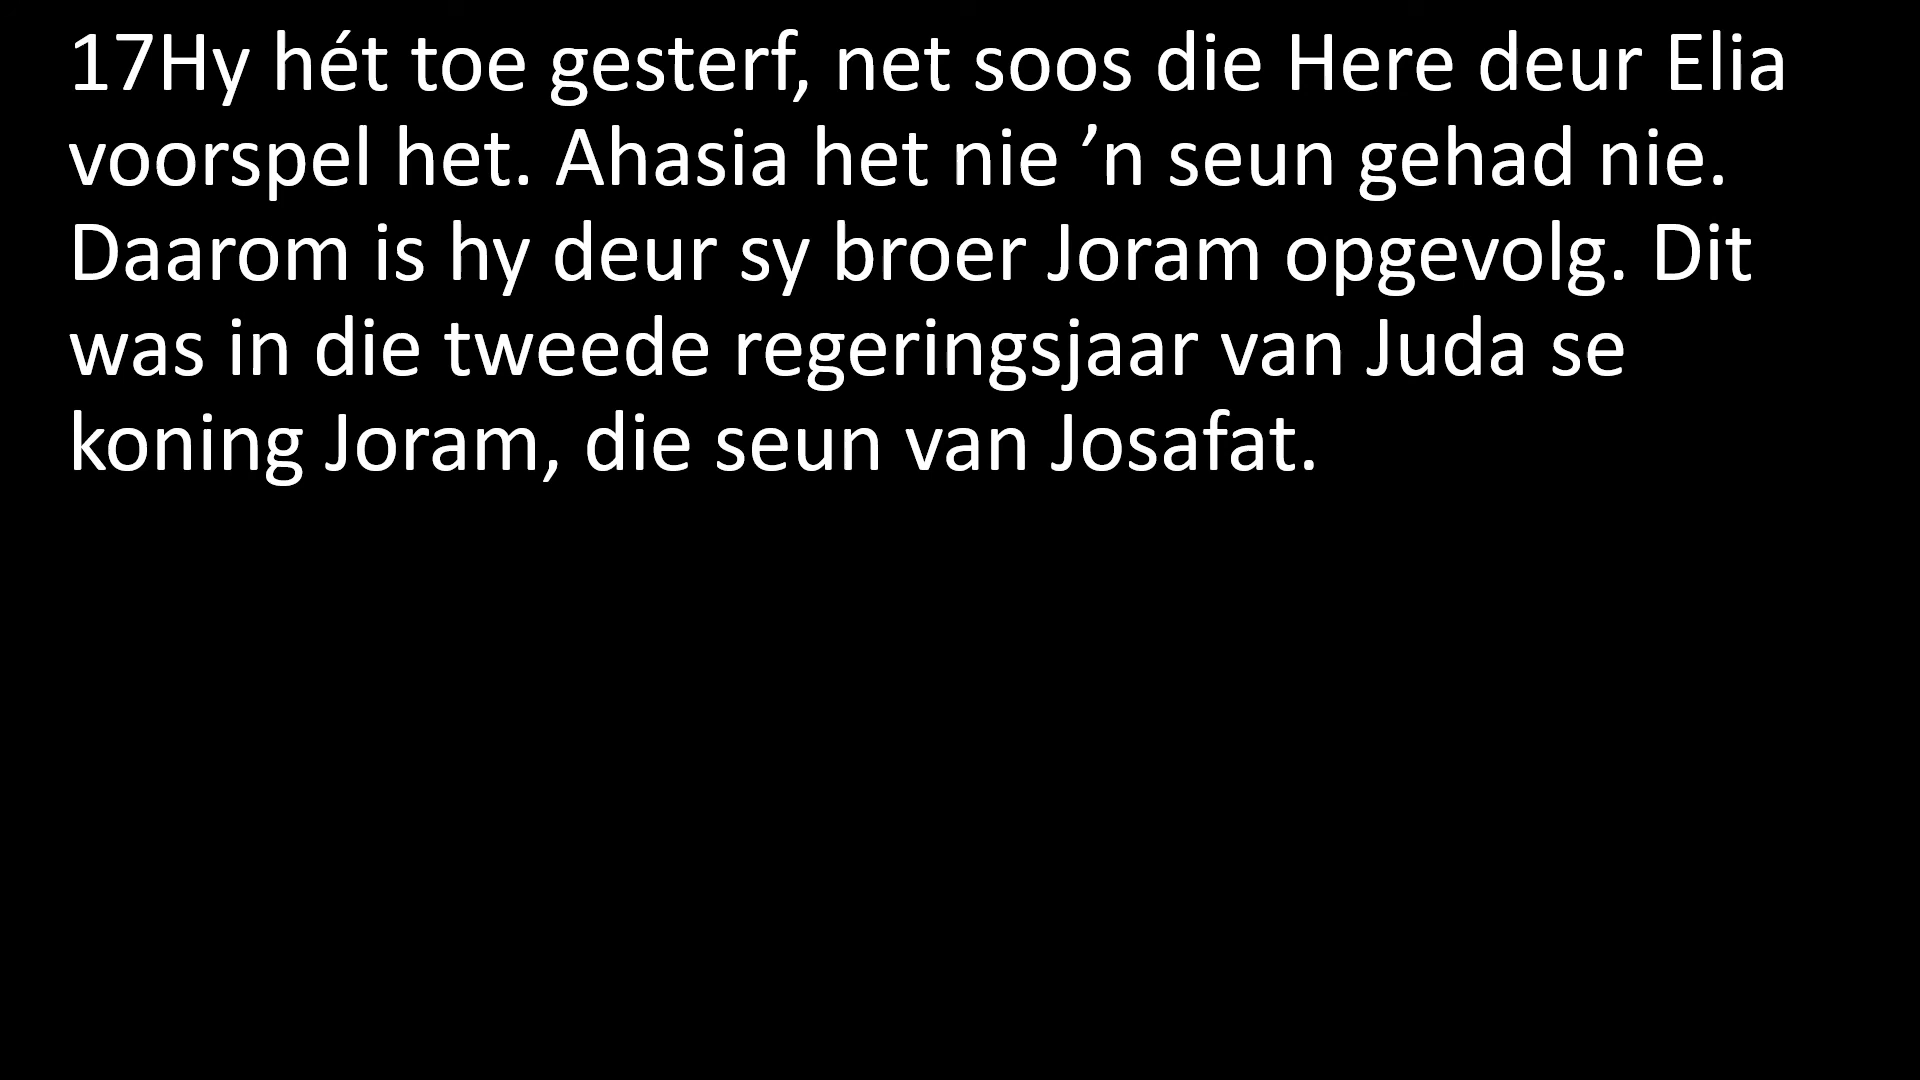 17Hy hét toe gesterf, net soos die Here deur Elia
voorspel het. Ahasia het nie ’n seun gehad nie.
Daarom is hy deur sy broer Joram opgevolg. Dit
was in die tweede regeringsjaar van Juda se
koning Joram, die seun van Josafat.